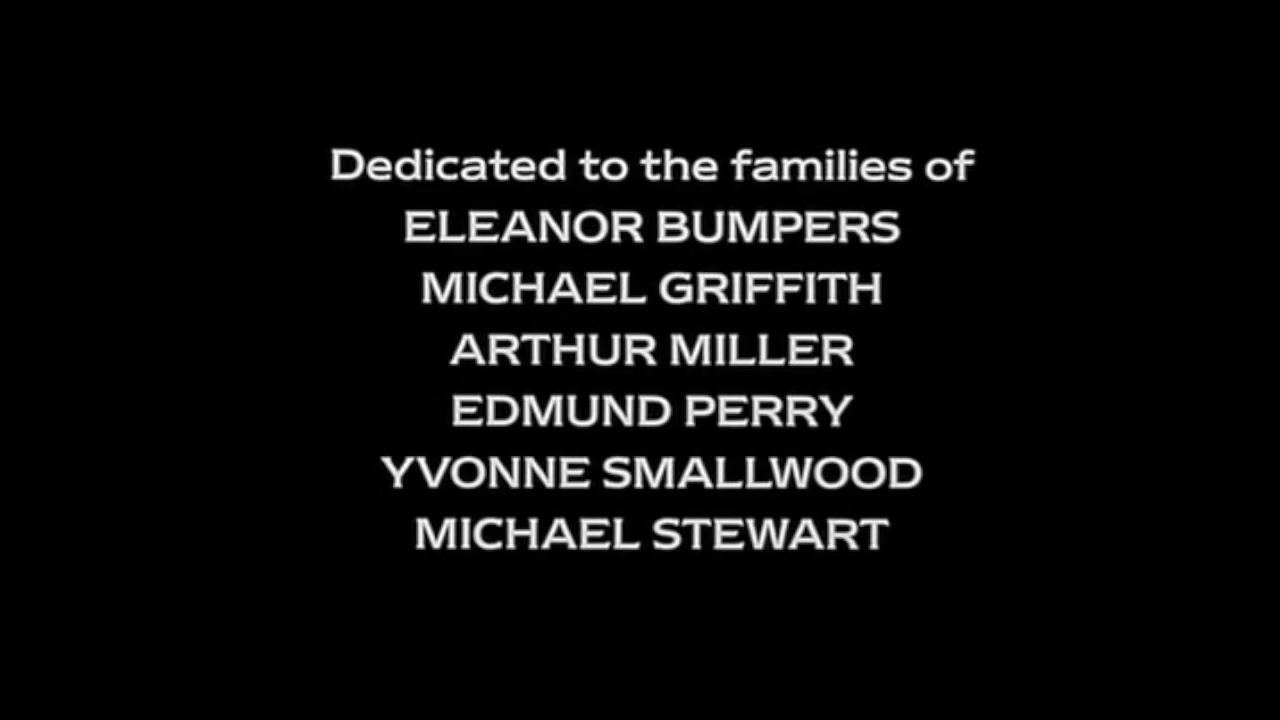 Dedicated to the families of
ELEANOR BUMPERS
MICHAEL GRIFFITH
ARTHUR MILLER
EDMUND PERRY
YVONNE SMALLWOOD
MICHAEL STEWART